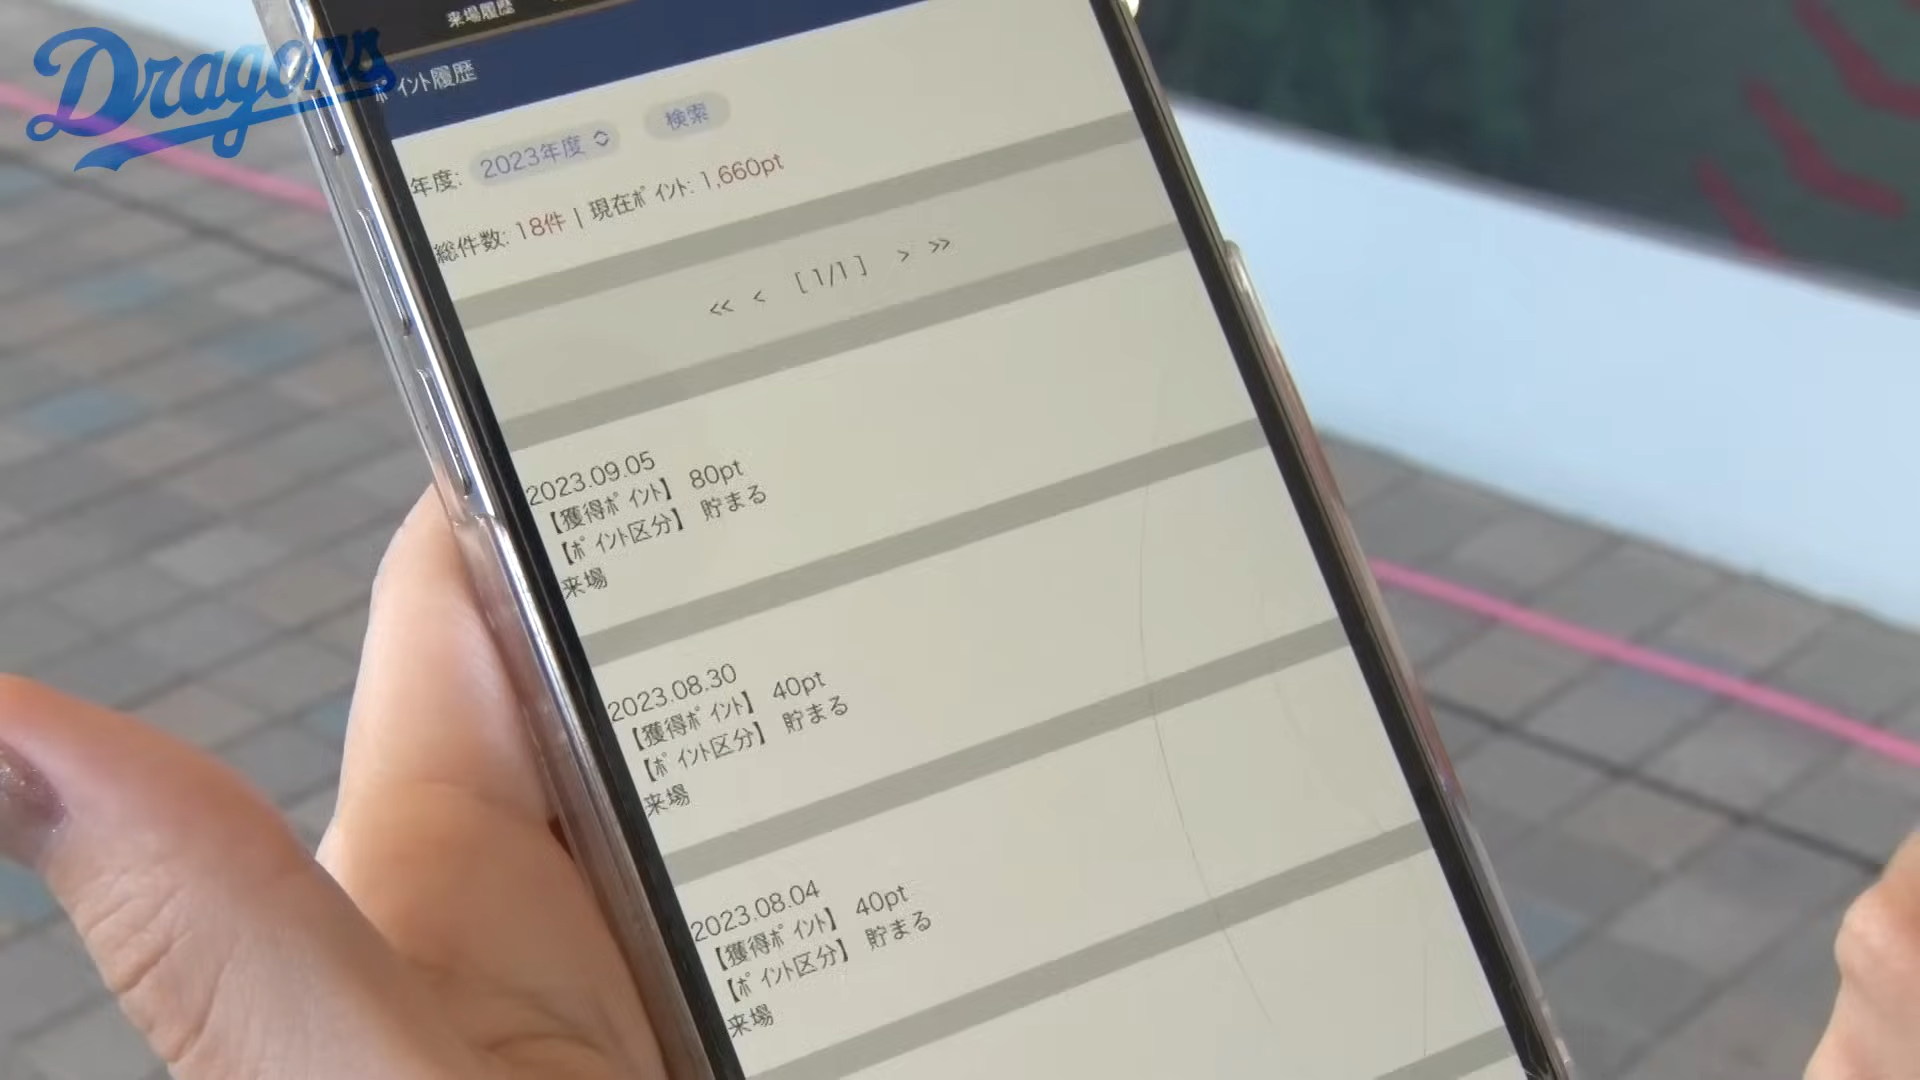 Dragons
来場履歴
ポイント履歴
年度: 2023年度 検索
総件数: 18件 | 現在ポイント: 1,660pt
<< < [ 1/1 ] > >>
2023.09.05
【獲得ポイント】 80pt
【ポイント区分】 貯まる
来場
2023.08.30
【獲得ポイント】 40pt
【ポイント区分】 貯まる
来場
2023.08.04
【獲得ポイント】 40pt
【ポイント区分】 貯まる
来場